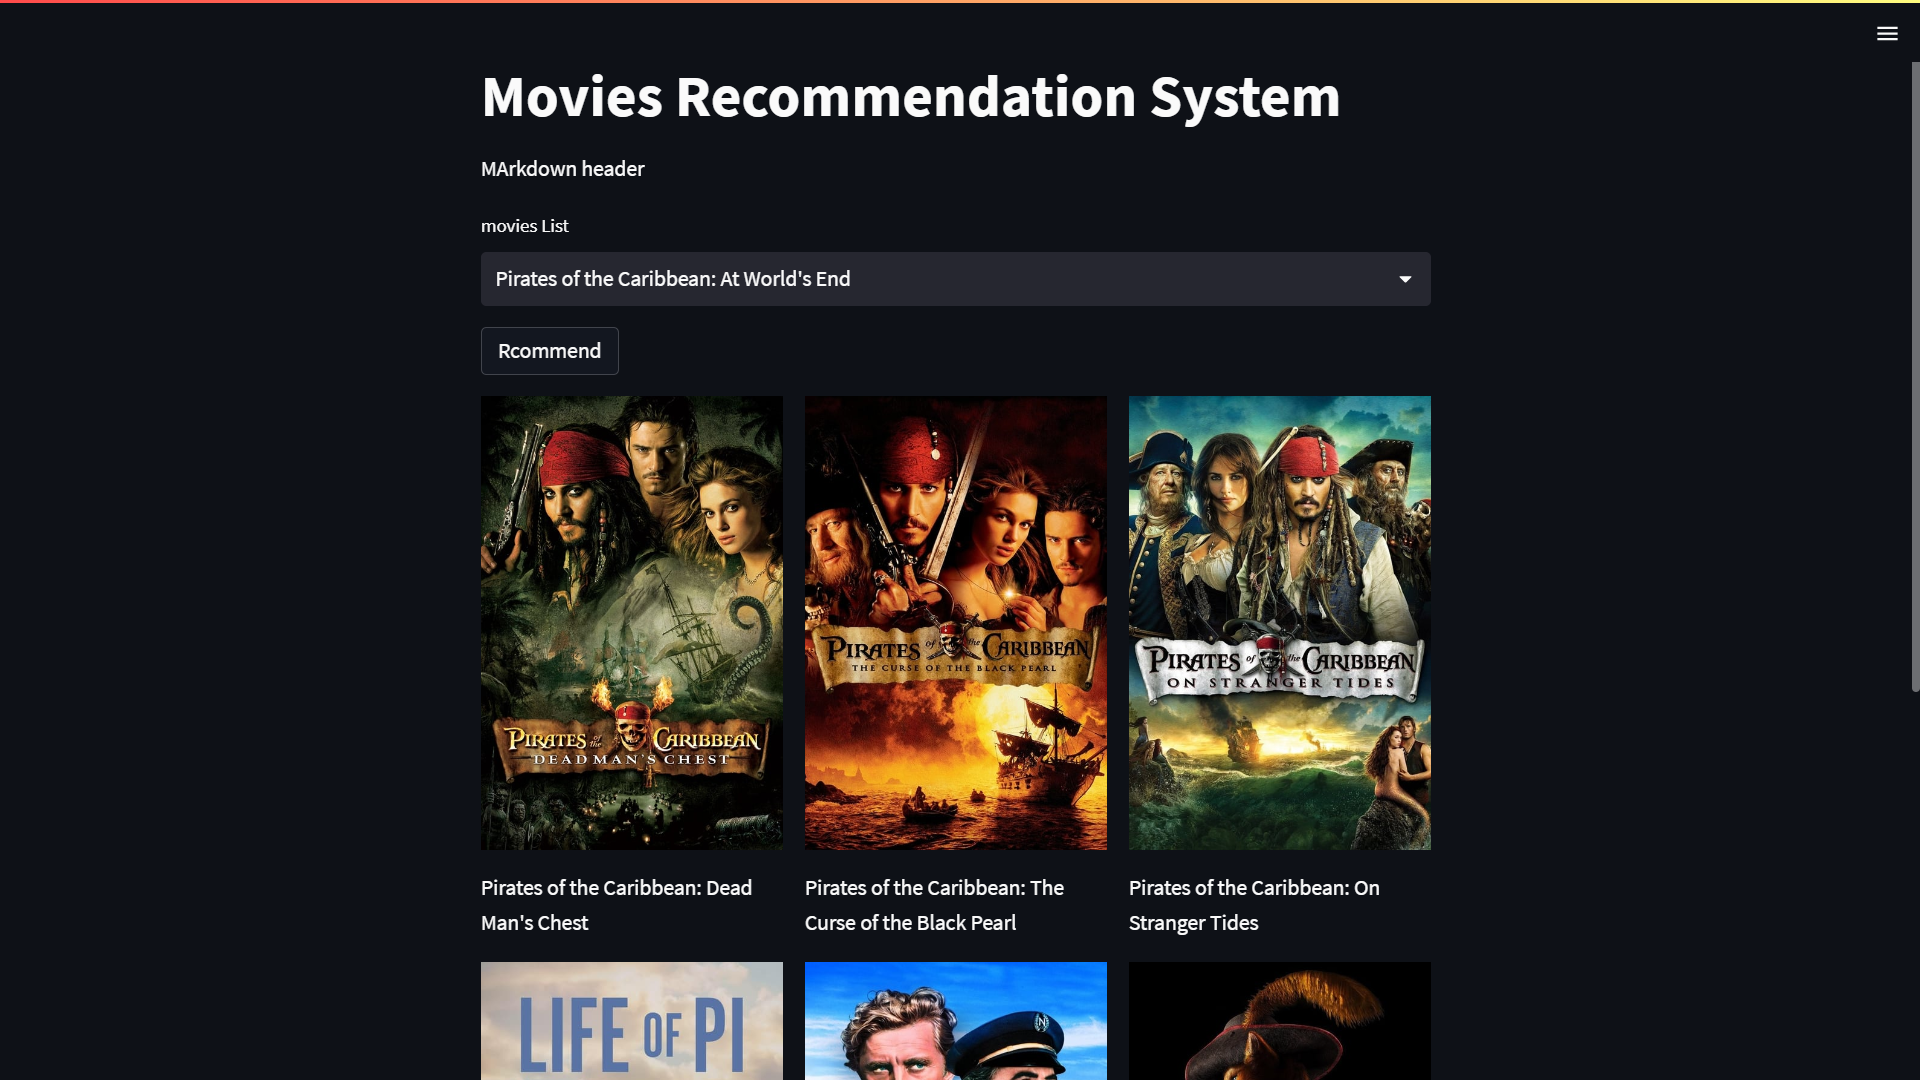 Movies Recommendation System
MArkdown header
movies List
Pirates of the Caribbean: At World's End
Rcommend
PIRATES of the CARIBBEAN
DEAD MAN'S CHEST
PIRATES of the CARIBBEAN
THE CURSE OF THE BLACK PEARL
PIRATES of the CARIBBEAN
ON STRANGER TIDES
Pirates of the Caribbean: Dead
Man's Chest
Pirates of the Caribbean: The
Curse of the Black Pearl
Pirates of the Caribbean: On
Stranger Tides
LIFE OF PI
N